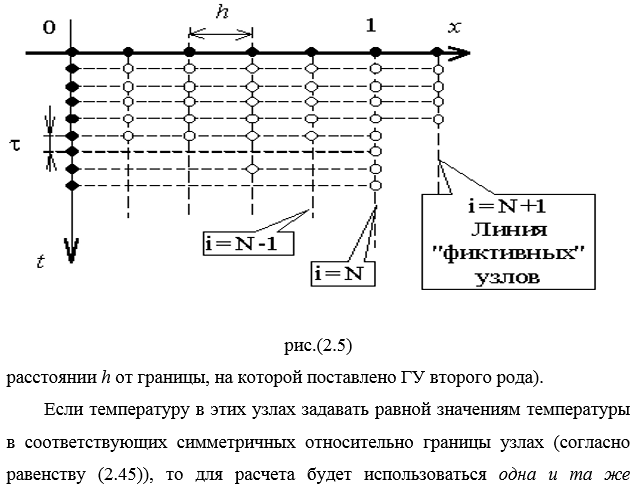 h
0
1
x
τ
t
i=N-1
i=N
i=N+1
Линия
"фиктивных"
узлов
рис.(2.5)
расстоянии h от границы, на которой поставлено ГУ второго рода).
Если температуру в этих узлах задавать равной значениям температуры
в соответствующих симметричных относительно границы узлах (согласно
равенству (2.45)), то для расчета будет использоваться одна и та же